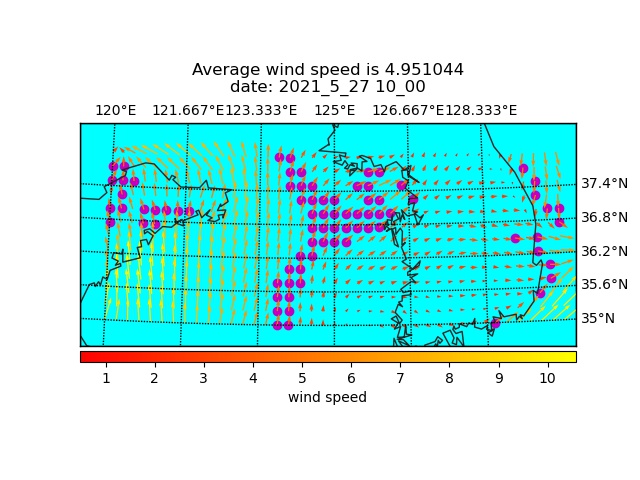 Average wind speed is 4.951044
date: 2021_5_27 10_00
120°E 121.667°E 123.333°E 125°E 126.667°E 128.333°E
37.4°N
36.8°N
36.2°N
35.6°N
35°N
1 2 3 4 5 6 7 8 9 10
wind speed